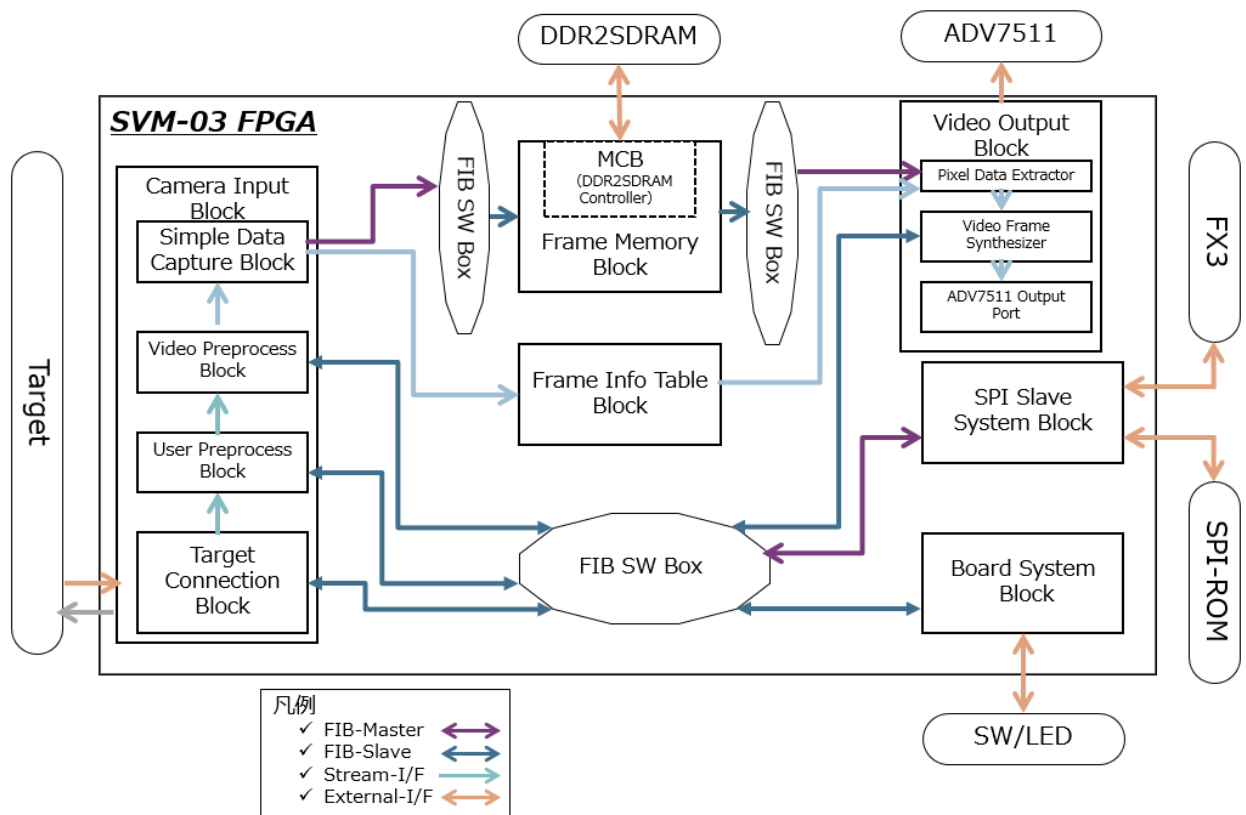 DDR2SDRAM
ADV7511
SVM-03 FPGA
Target
Camera Input
Block
Simple Data
Capture Block
Video Preprocess
Block
User Preprocess
Block
Target
Connection
Block
FIB SW Box
MCB
（DDR2SDRAM
Controller）
Frame Memory
Block
FIB SW Box
Frame Info Table
Block
FIB SW Box
Video Output
Block
Pixel Data Extractor
Video Frame
Synthesizer
ADV7511 Output
Port
SPI Slave
System Block
Board System
Block
FX3
SPI-ROM
SW/LED
凡例
✓ FIB-Master
✓ FIB-Slave
✓ Stream-I/F
✓ External-I/F